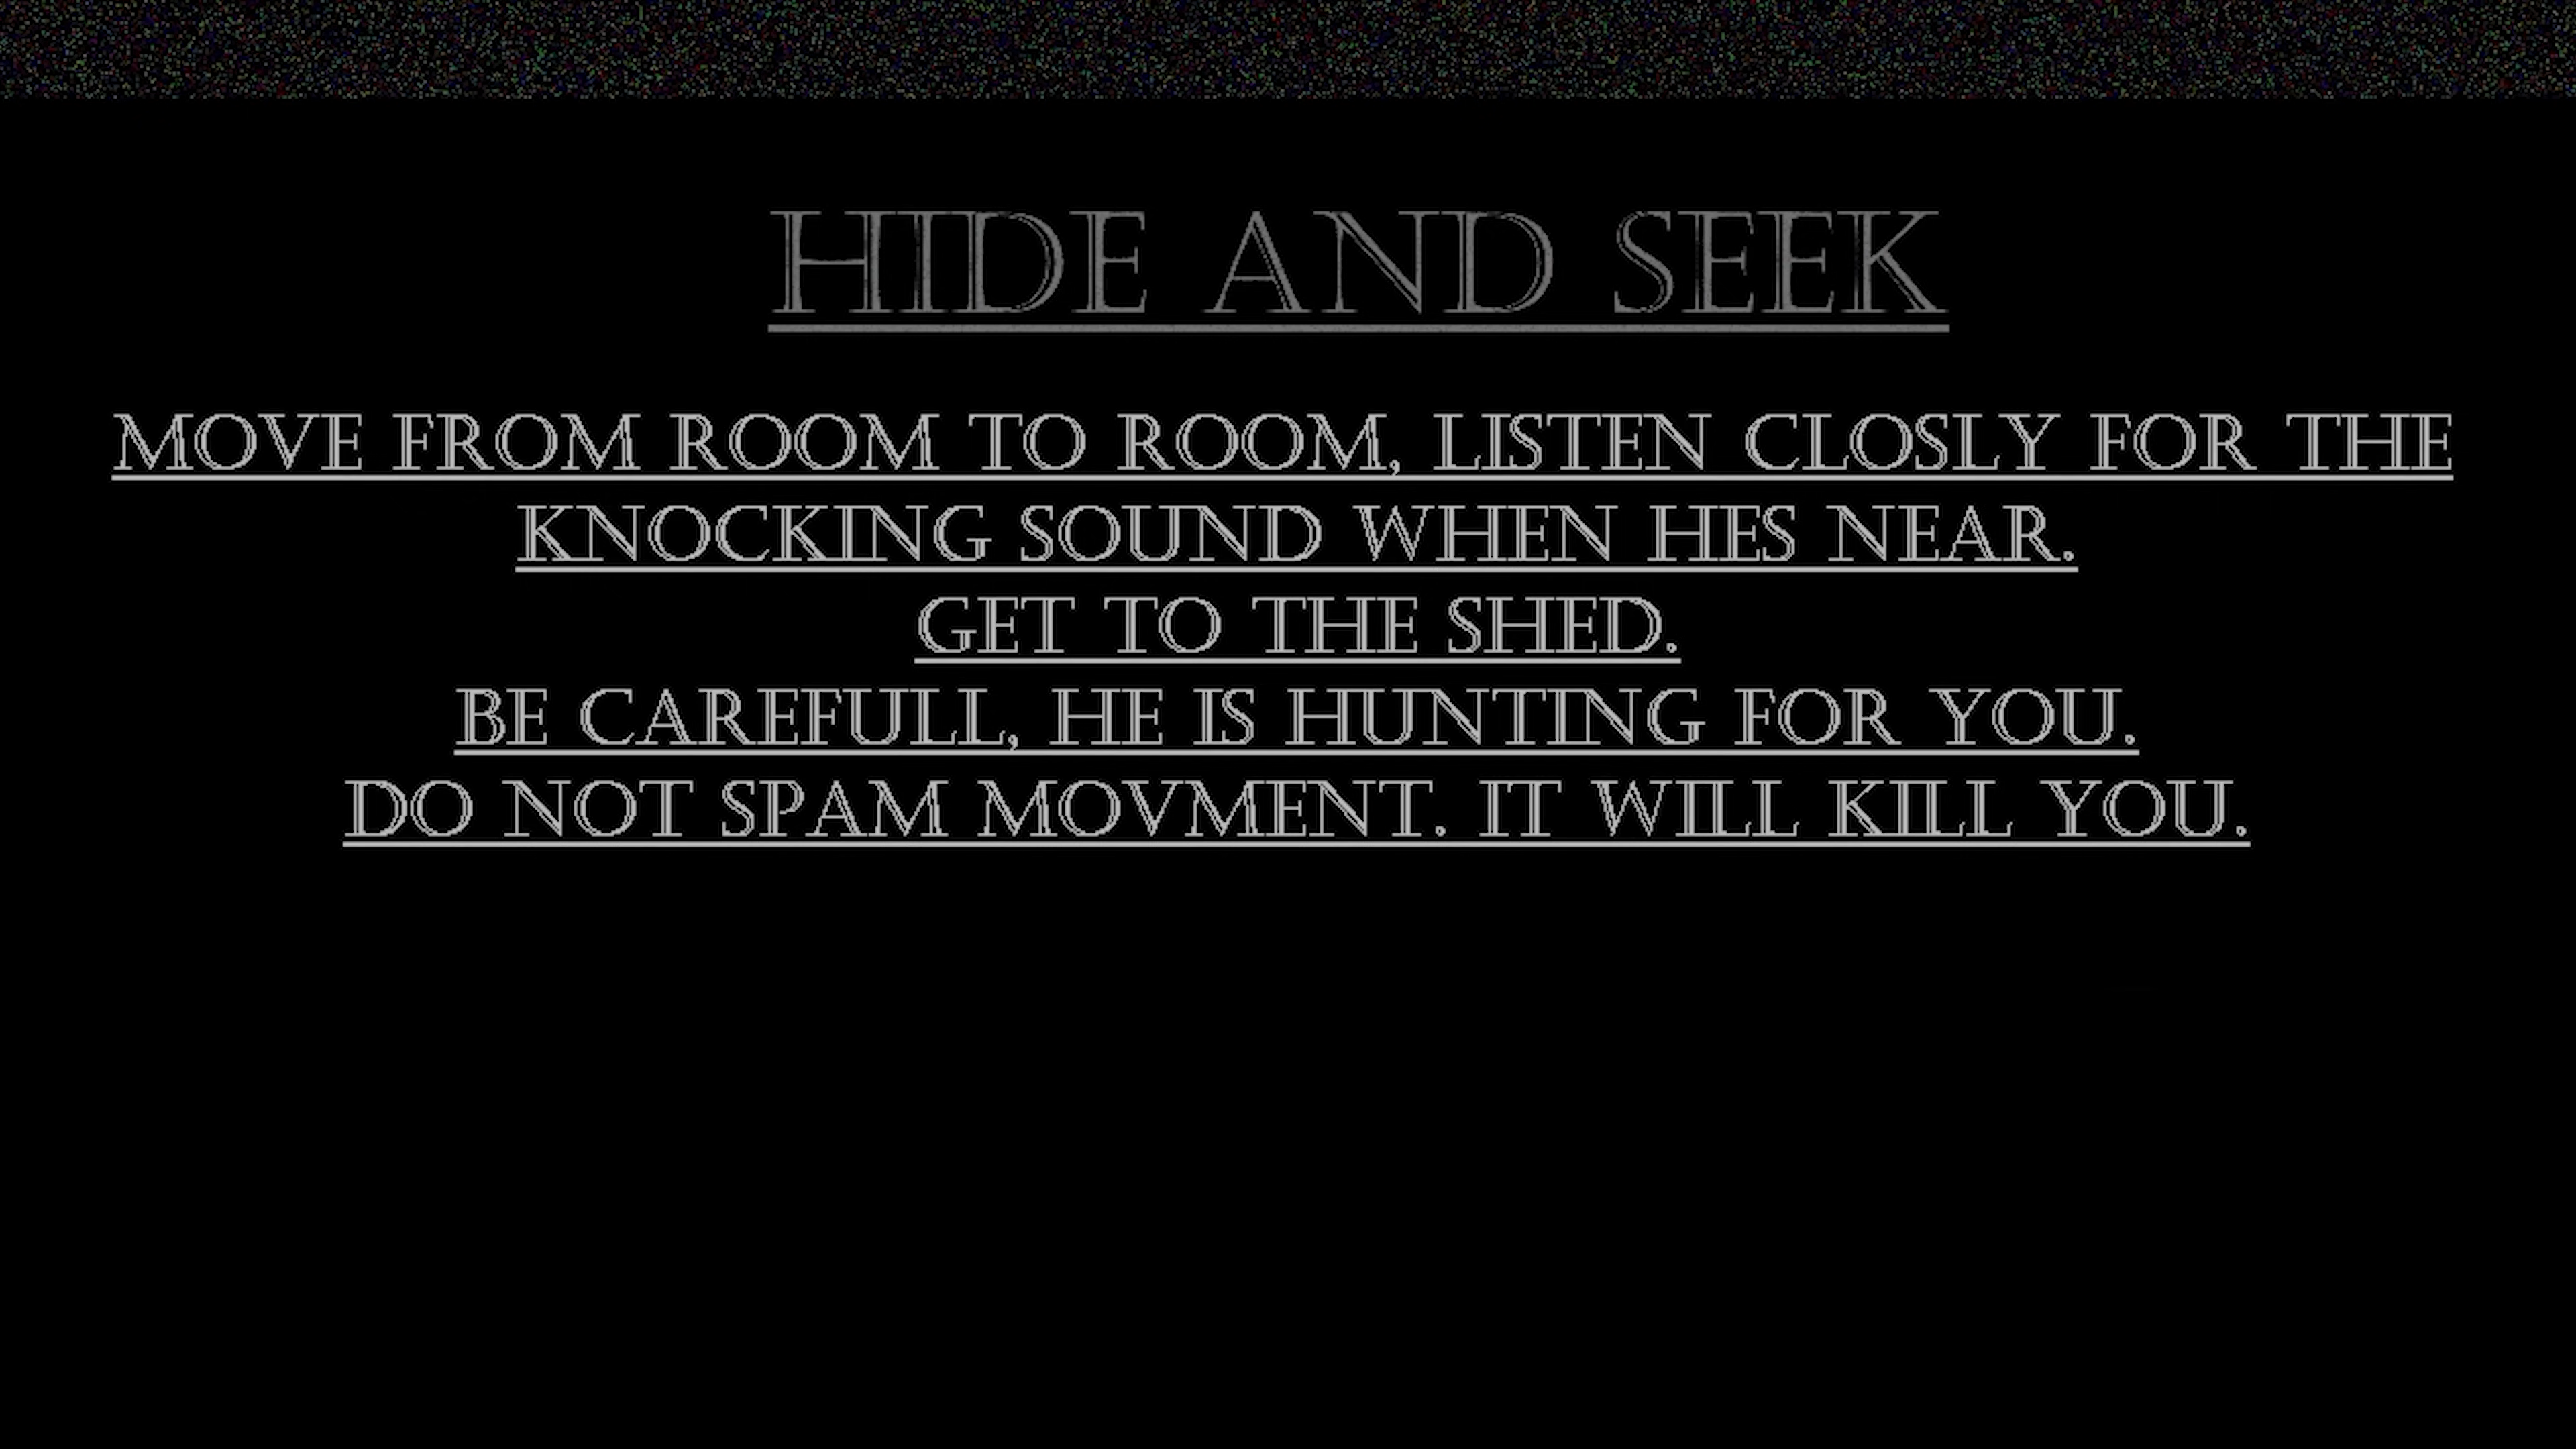 HIDE AND SEEK
MOVE FROM ROOM TO ROOM, LISTEN CLOSLY FOR THE
KNOCKING SOUND WHEN HES NEAR.
GET TO THE SHED.
BE CAREFULL, HE IS HUNTING FOR YOU.
DO NOT SPAM MOVMENT. IT WILL KILL YOU.